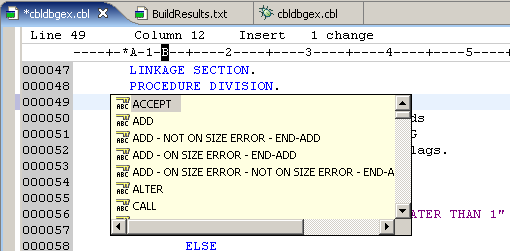 *cbldbgex.cbl BuildResults.txt cbldbgex.cbl
Line 49 Column 12 Insert 1 change
----+-*A-1-B--+----2----+----3----+----4----+----5
000047 LINKAGE SECTION.
000048 PROCEDURE DIVISION.
000049
ACCEPT
000050 ds
ADD
000051 G
ADD - NOT ON SIZE ERROR - END-ADD
000052 lags.
ADD - ON SIZE ERROR - END-ADD
000053
ADD - ON SIZE ERROR - NOT ON SIZE ERROR - END-A
000054
ALTER
000055
CALL
000056 ATER THAN 1"
000057
000058 ELSE